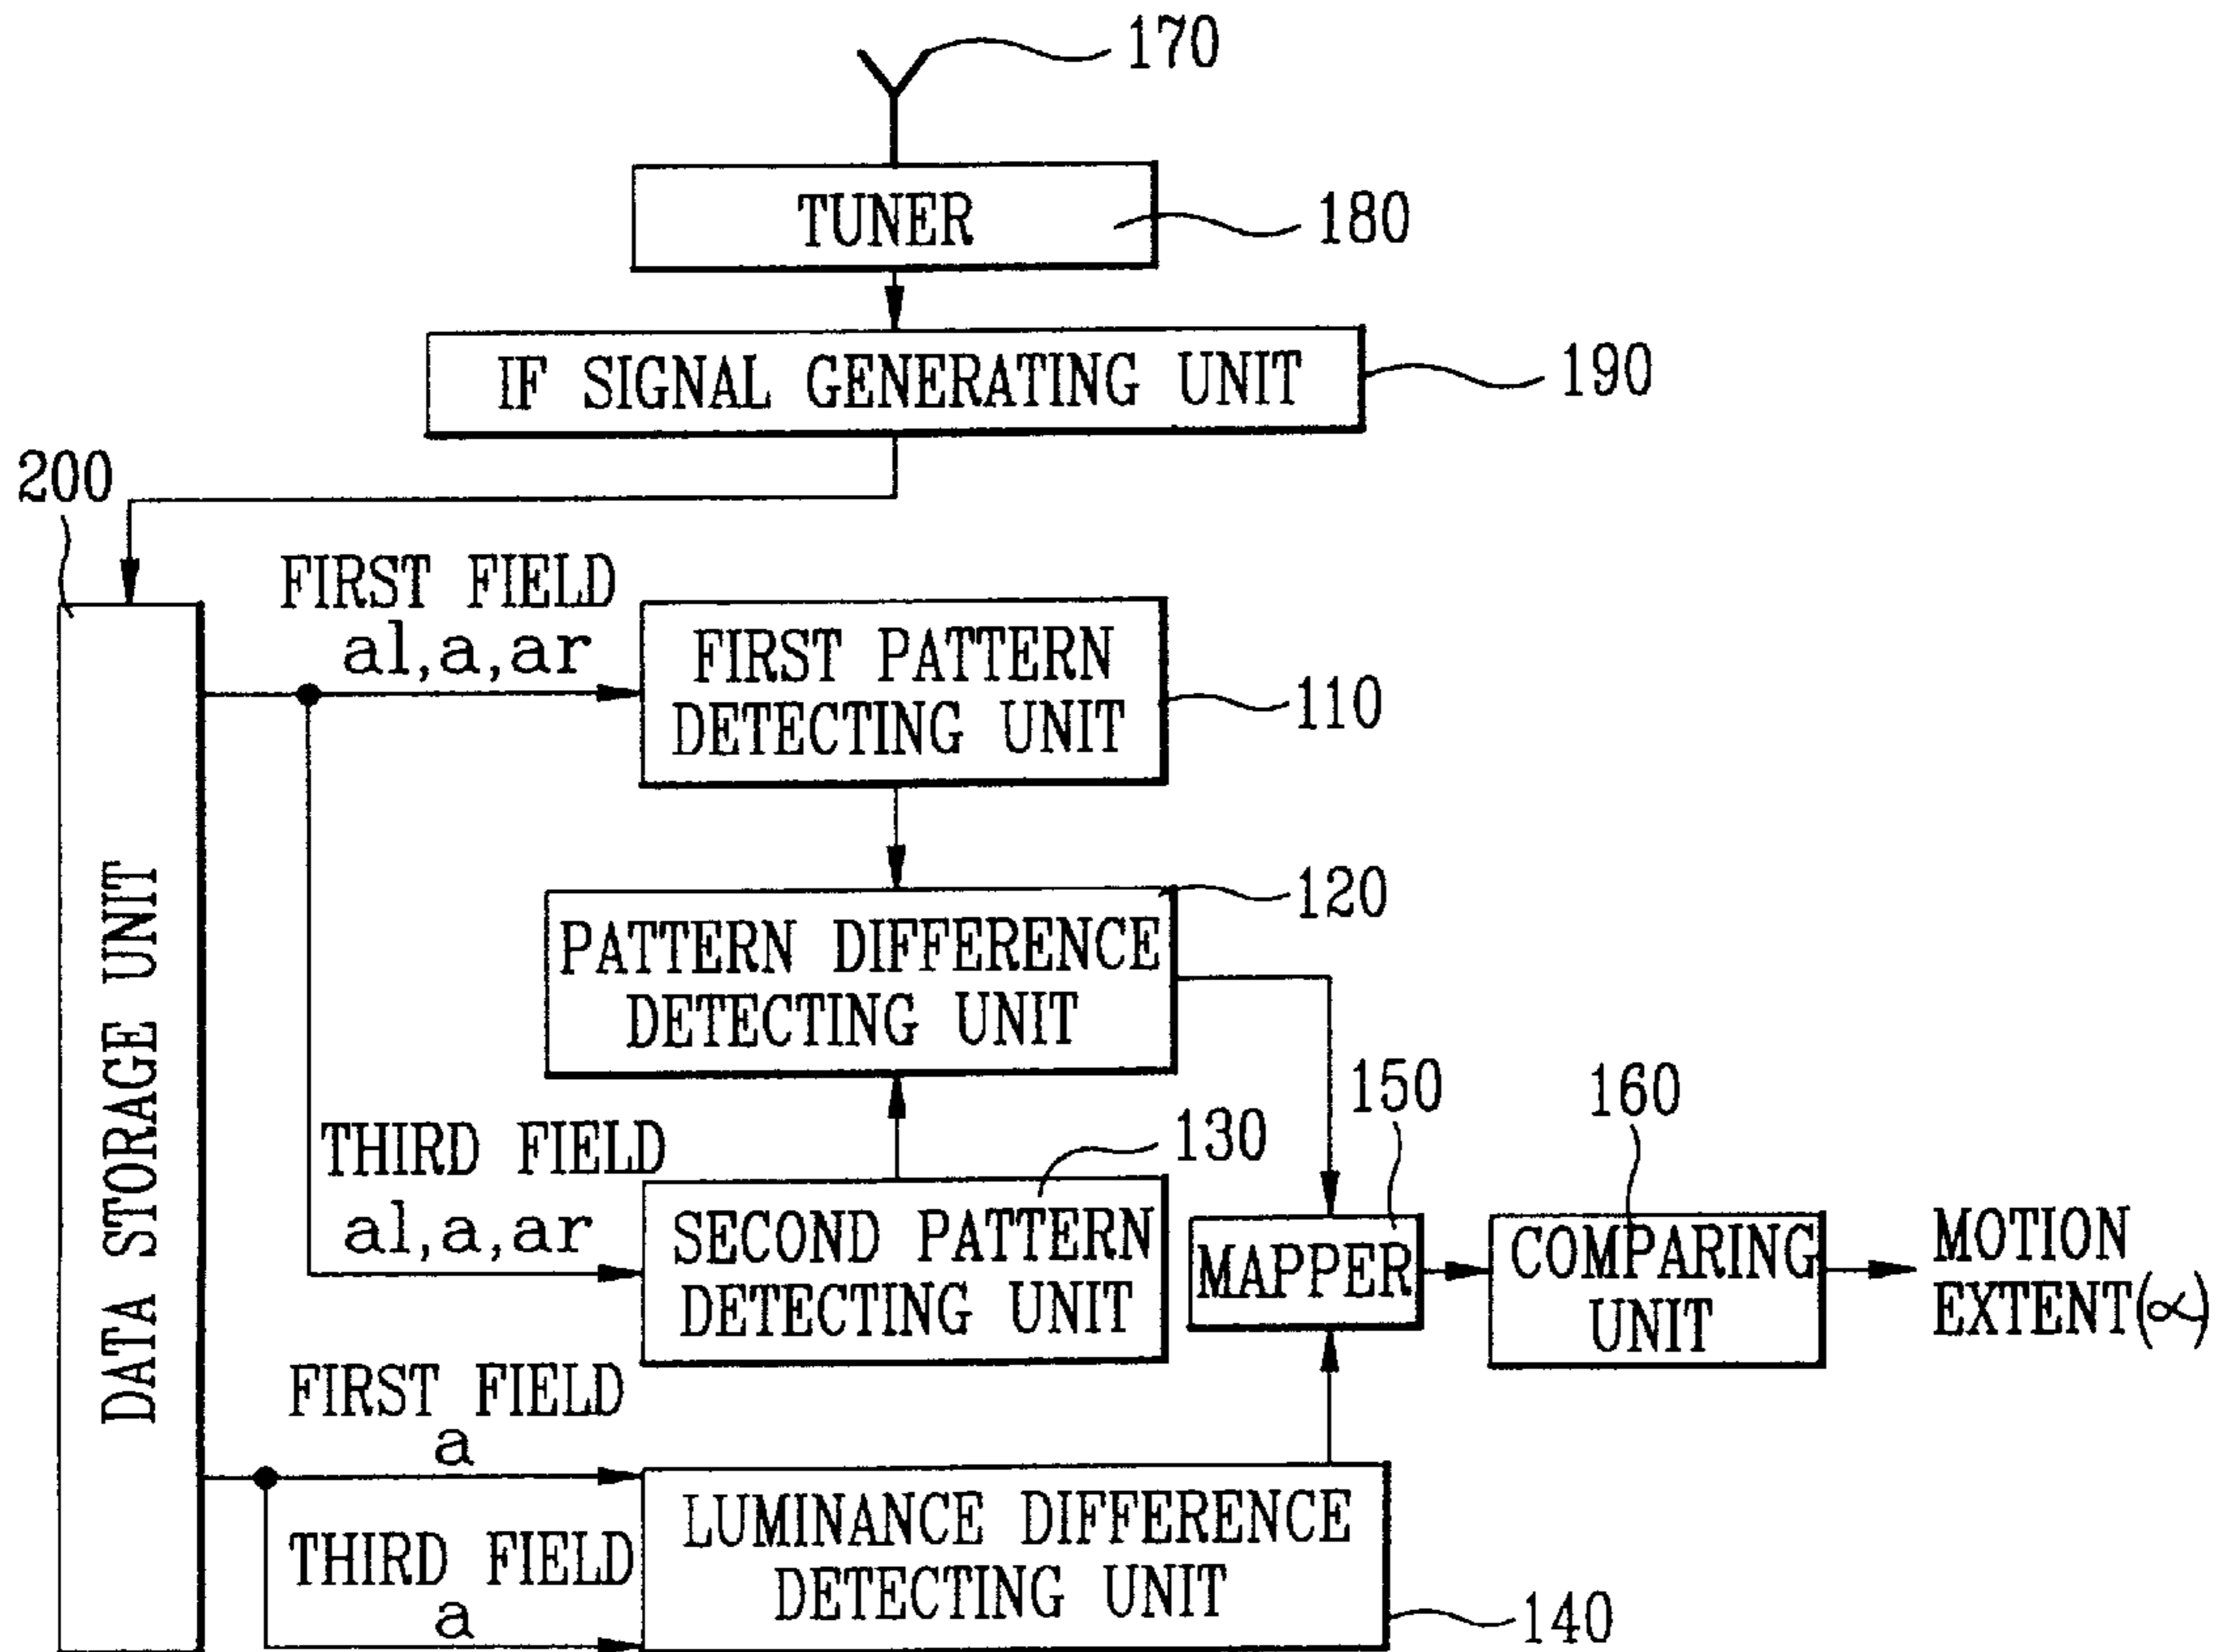 170
TUNER
180
IF SIGNAL GENERATING UNIT
190
200
DATA STORAGE UNIT
FIRST FIELD
al,a,ar
FIRST PATTERN
DETECTING UNIT
110
120
PATTERN DIFFERENCE
DETECTING UNIT
THIRD FIELD
al,a,ar
130
SECOND PATTERN
DETECTING UNIT
150
MAPPER
160
COMPARING
UNIT
MOTION
EXTENT(∝)
FIRST FIELD
a
THIRD FIELD
a
LUMINANCE DIFFERENCE
DETECTING UNIT
140